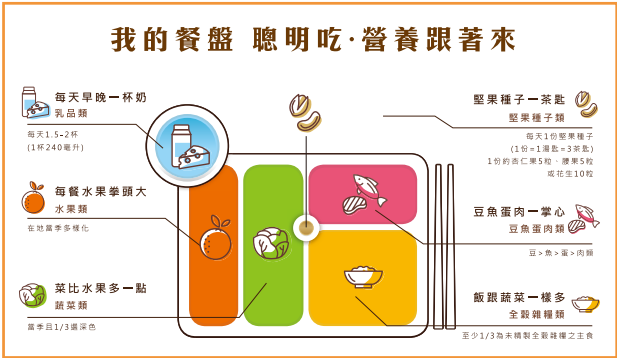 我的餐盤 聰明吃‧營養跟著來
每天早晚一杯奶
乳品類
每天1.5-2杯
(1杯240毫升)
每餐水果拳頭大
水果類
在地當季多樣化
菜比水果多一點
蔬菜類
當季且1/3選深色
堅果種子一茶匙
堅果種子類
每天1份堅果種子
(1份=1湯匙=3茶匙)
1份約杏仁果5粒、腰果5粒
或花生10粒
豆魚蛋肉一掌心
豆魚蛋肉類
豆>魚>蛋>肉類
飯跟蔬菜一樣多
全穀雜糧類
至少1/3為未精製全穀雜糧之主食